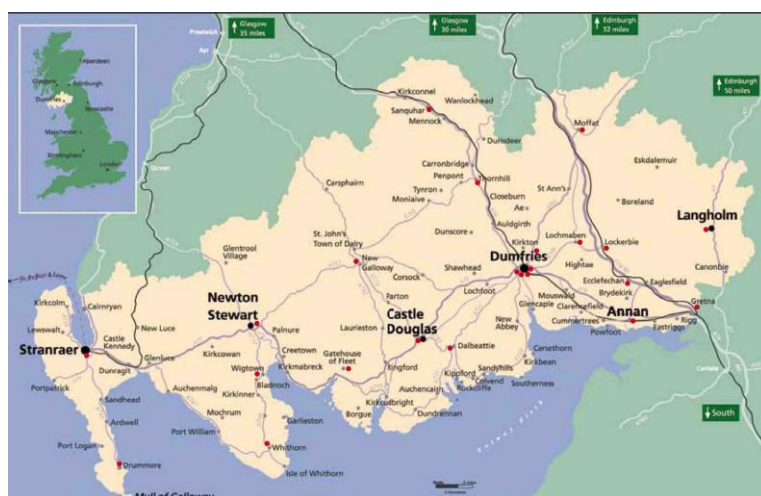 Glasgow
35 miles
Glasgow
30 miles
Edinburgh
52 miles
Edinburgh
50 miles
Prestwick
Ayr
Girvan
Aberdeen
Glasgow
Edinburgh
Dumfries
Newcastle
Manchester
Birmingham
London
Kirkconnel
Wanlockhead
Sanquhar
Mennock
Moffat
Durisdeer
Eskdalemuir
Carronbridge
Carsphairn
Penpont
Thornhill
Tynron
Moniaive
Closeburn
St Ann's
Boreland
Ae
Langholm
St. John's
Town of Dalry
Auldgirth
Dunscore
Kirkton
Lochmaben
Lockerbie
Glentrool
Village
New
Galloway
Dumfries
Hightae
Corsock
Shawhead
Canonbie
Ecclefechan
Eaglesfield
Brydekirk
Lochfoot
Mouswald
Kirkcolm
Cairnryan
Newton
Stewart
Parton
Glencaple
Clarencefield
Annan
Gretna
Leswalt
Castle
Kennedy
New Luce
Palnure
Laurieston
Castle
Douglas
New
Abbey
Cummertrees
Powfoot
Eastriggs
Rigg
Stranraer
Dunragit
Glenluce
Kirkcowan
Creetown
Kirkmabreck
Gatehouse
of Fleet
Ringford
Dalbeattie
Carsethorn
Kirkbean
Carlisle
Portpatrick
Wigtown
Bladnoch
Auchenmalg
Kirkinner
Kippford
Sandyhills
Colvend
Southerness
Rockcliffe
Auchencairn
Sandhead
Mochrum
Garlieston
Borgue
Kirkcudbright
Dundrennan
South
Ardwell
Port William
Port Logan
Whithorn
Drummore
Isle of Whithorn
Mull of Galloway